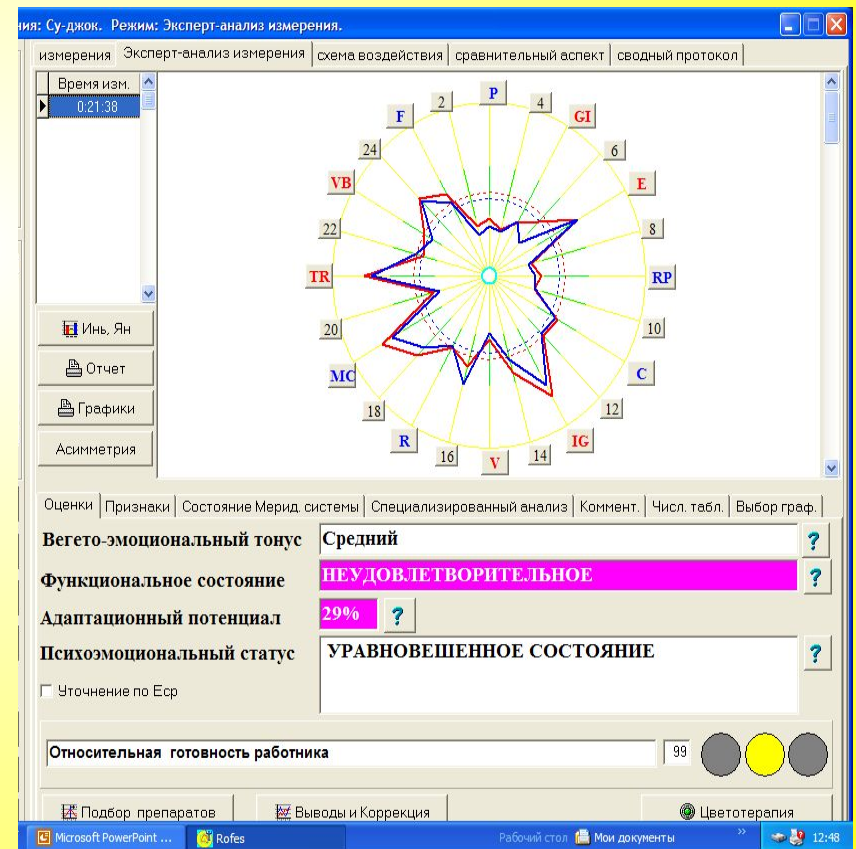 ния: Су-джок. Режим: Эксперт-анализ измерения.
измерения Эксперт-анализ измерения схема воздействия сравнительный аспект сводный протокол
Время изм.
0:21:38
P
2 4
F GI
24 6
VB E
22 8
TR RP
20 10
MC C
18 12
R IG
16 14
V
Инь, Ян
Отчет
Графики
Асимметрия
Оценки Признаки Состояние Мерид. системы Специализированный анализ Коммент. Числ. табл. Выбор граф.
Вегето-эмоциональный тонус Средний ?
Функциональное состояние НЕУДОВЛЕТВОРИТЕЛЬНОЕ ?
Адаптационный потенциал 29% ?
Психоэмоциональный статус УРАВНОВЕШЕННОЕ СОСТОЯНИЕ ?
Уточнение по Еср
Относительная готовность работника 99
Подбор препаратов Выводы и Коррекция Цветотерапия
Microsoft PowerPoint ... Rofes Рабочий стол Мои документы » 12:48